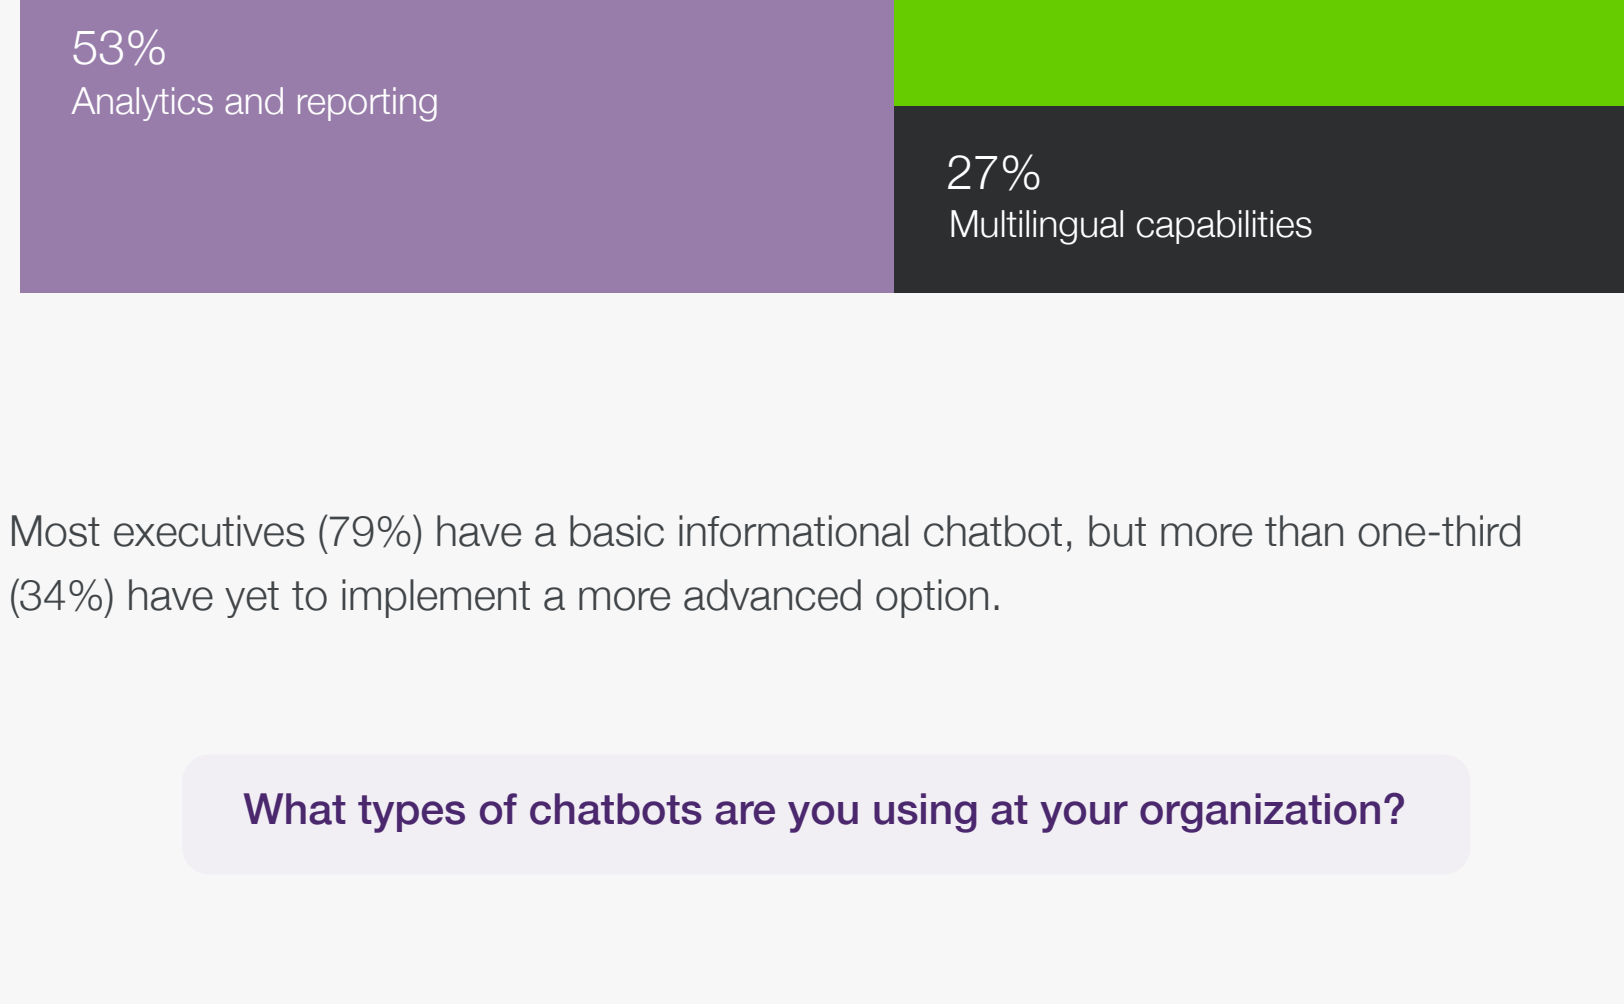 53%
Analytics and reporting
27%
Multilingual capabilities
Most executives (79%) have a basic informational chatbot, but more than one-third
(34%) have yet to implement a more advanced option.
What types of chatbots are you using at your organization?